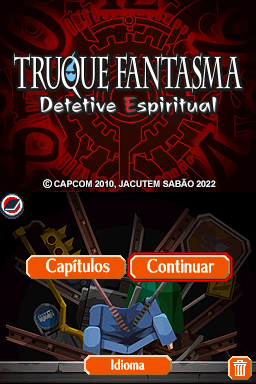 TRUQUE FANTASMA
Detetive Espiritual
© CAPCOM 2010, JACUTEM SABÃO 2022
Capítulos
Continuar
Idioma